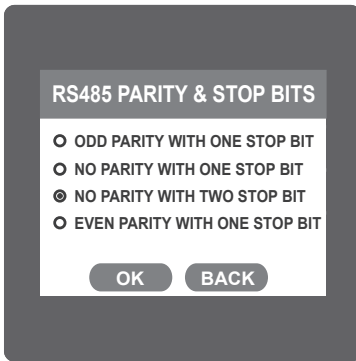 RS485 PARITY & STOP BITS
ODD PARITY WITH ONE STOP BIT
NO PARITY WITH ONE STOP BIT
NO PARITY WITH TWO STOP BIT
EVEN PARITY WITH ONE STOP BIT
OK BACK